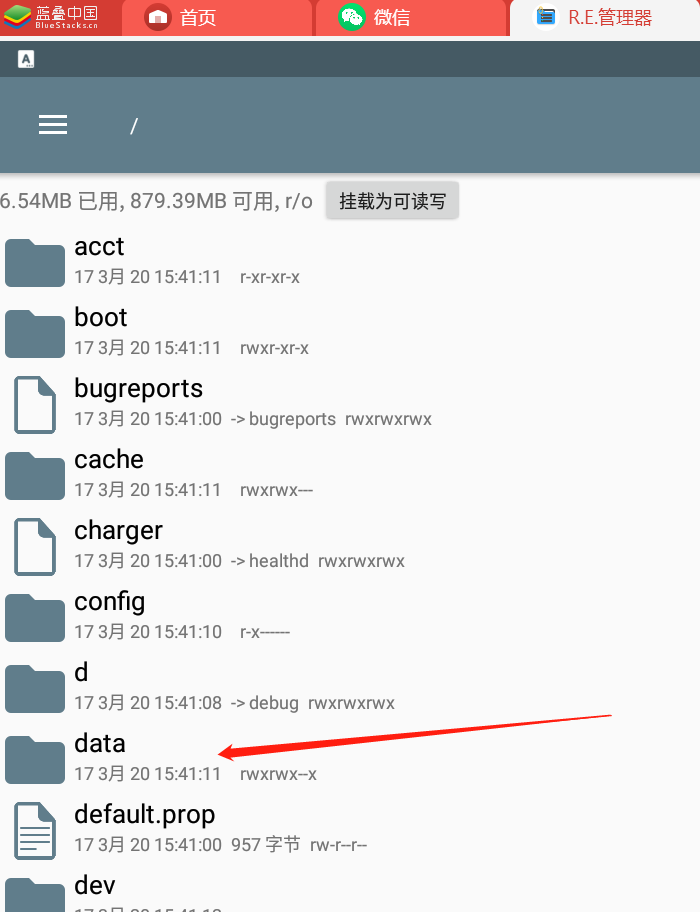 蓝叠中国
BlueStacks.cn
首页
微信
R.E.管理器
A
/
6.54MB 已用, 879.39MB 可用, r/o
挂载为可读写
acct
17 3月 20 15:41:11 r-xr-xr-x
boot
17 3月 20 15:41:11 rwxr-xr-x
bugreports
17 3月 20 15:41:00 -> bugreports rwxrwxrwx
cache
17 3月 20 15:41:11 rwxrwx---
charger
17 3月 20 15:41:00 -> healthd rwxrwxrwx
config
17 3月 20 15:41:10 r-x------
d
17 3月 20 15:41:08 -> debug rwxrwxrwx
data
17 3月 20 15:41:11 rwxrwx--x
default.prop
17 3月 20 15:41:00 957 字节 rw-r--r--
dev